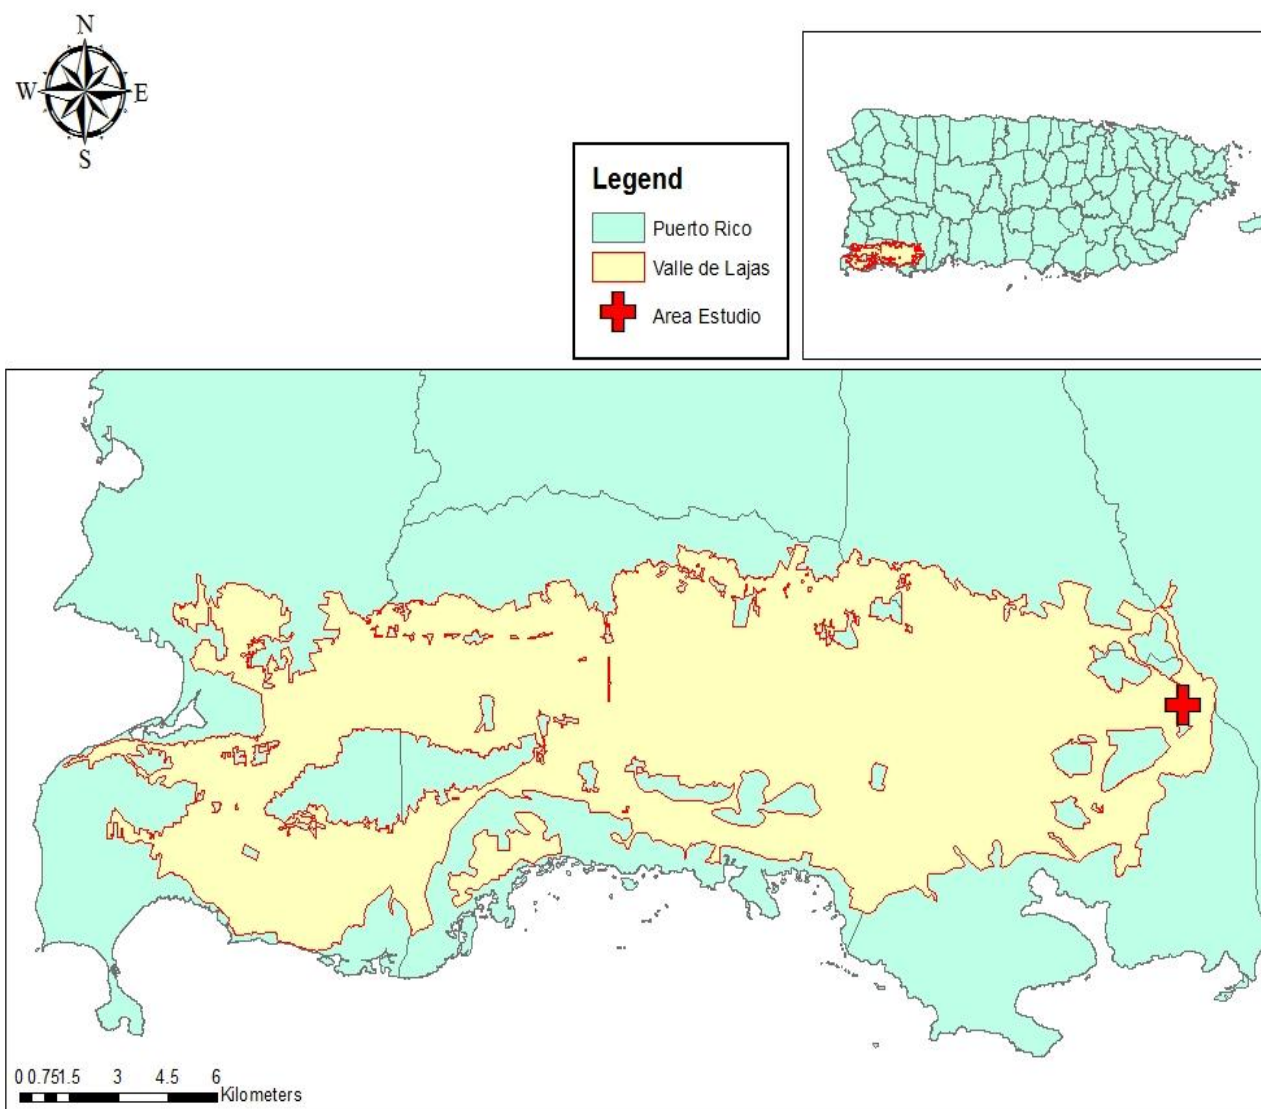 N
W E
S
Legend
Puerto Rico
Valle de Lajas
Area Estudio
0 0.751.5 3 4.5 6
Kilometers